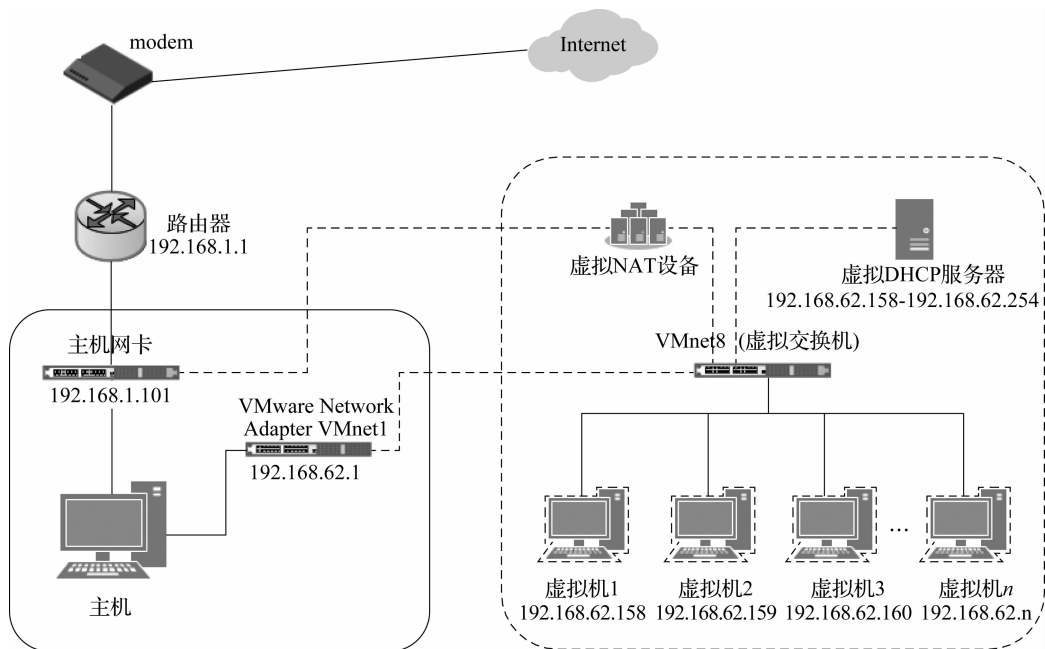 modem
Internet
路由器
192.168.1.1
虚拟NAT设备
虚拟DHCP服务器
192.168.62.158-192.168.62.254
VMnet8 (虚拟交换机)
主机网卡
192.168.1.101
VMware Network
Adapter VMnet1
192.168.62.1
主机
虚拟机1
192.168.62.158
虚拟机2
192.168.62.159
虚拟机3
192.168.62.160
...
虚拟机n
192.168.62.n